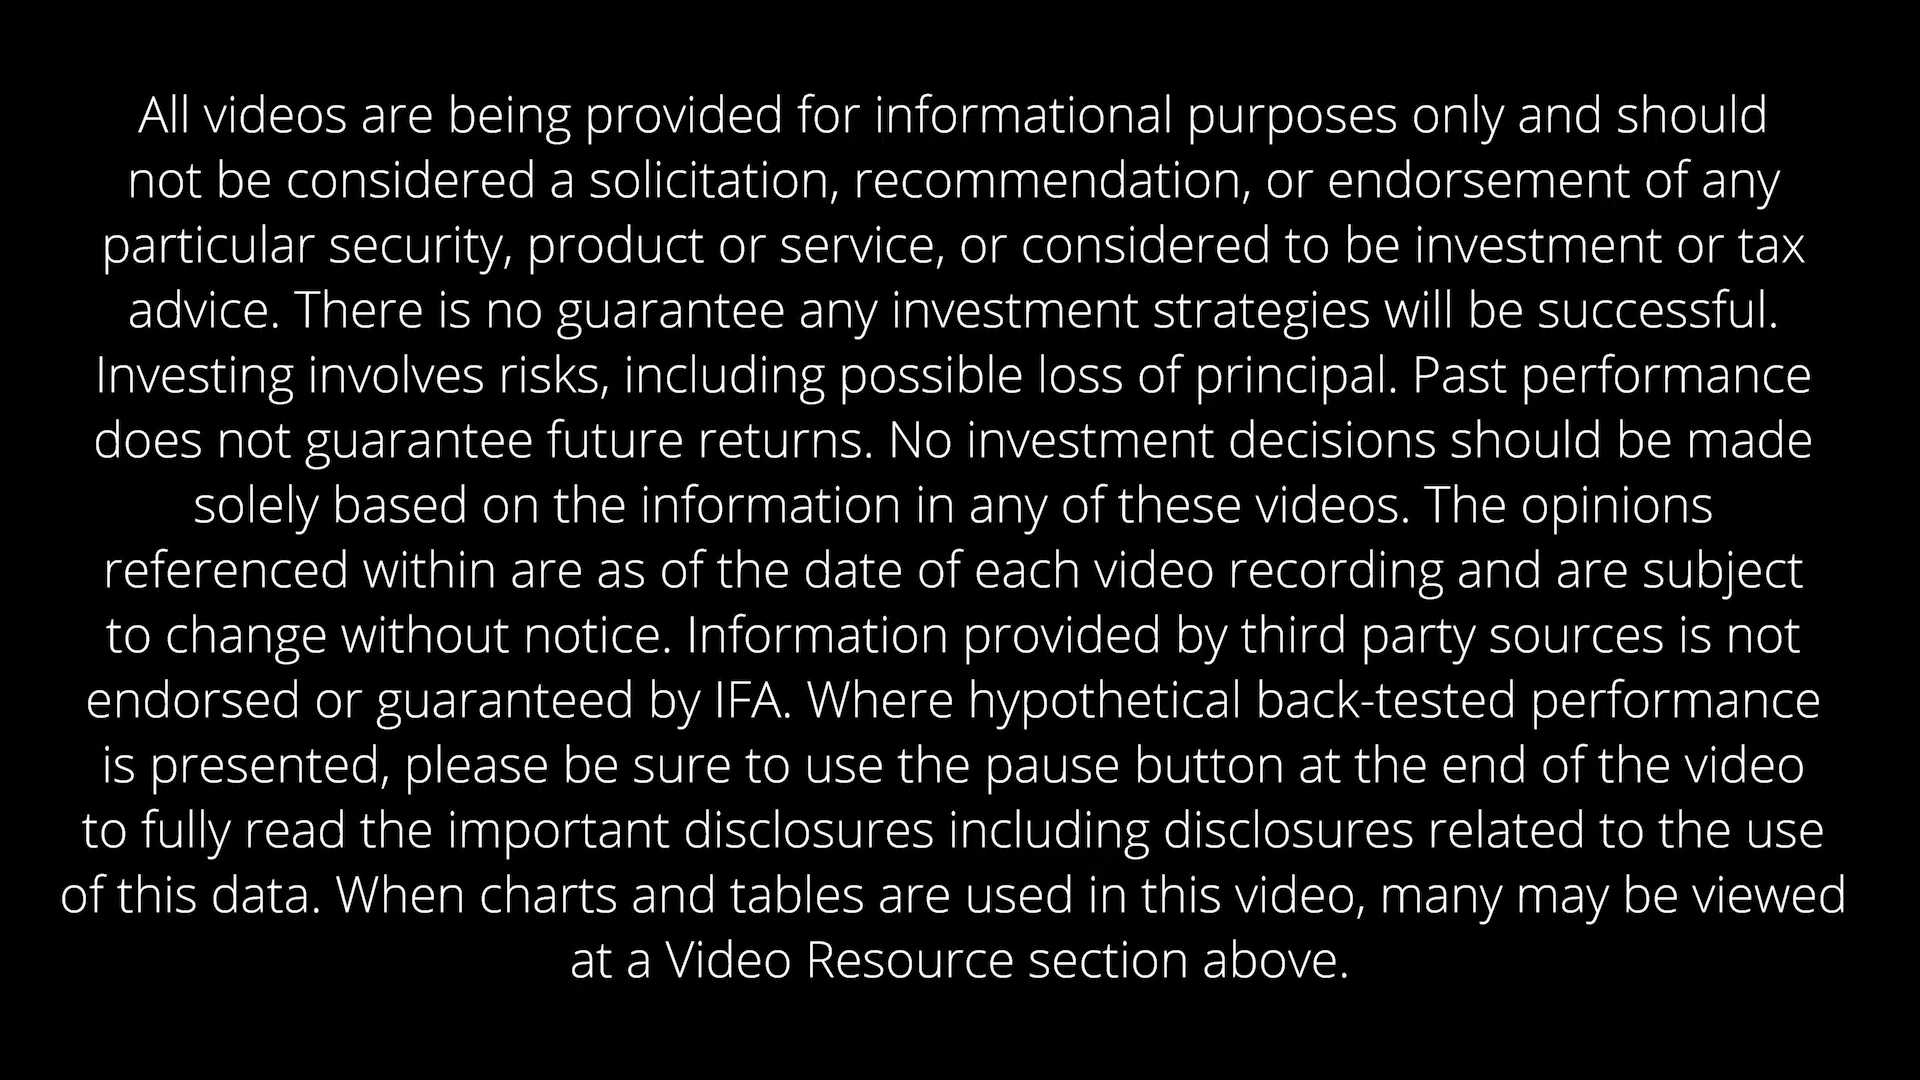 All videos are being provided for informational purposes only and should
not be considered a solicitation, recommendation, or endorsement of any
particular security, product or service, or considered to be investment or tax
advice. There is no guarantee any investment strategies will be successful.
Investing involves risks, including possible loss of principal. Past performance
does not guarantee future returns. No investment decisions should be made
solely based on the information in any of these videos. The opinions
referenced within are as of the date of each video recording and are subject
to change without notice. Information provided by third party sources is not
endorsed or guaranteed by IFA. Where hypothetical back-tested performance
is presented, please be sure to use the pause button at the end of the video
to fully read the important disclosures including disclosures related to the use
of this data. When charts and tables are used in this video, many may be viewed
at a Video Resource section above.